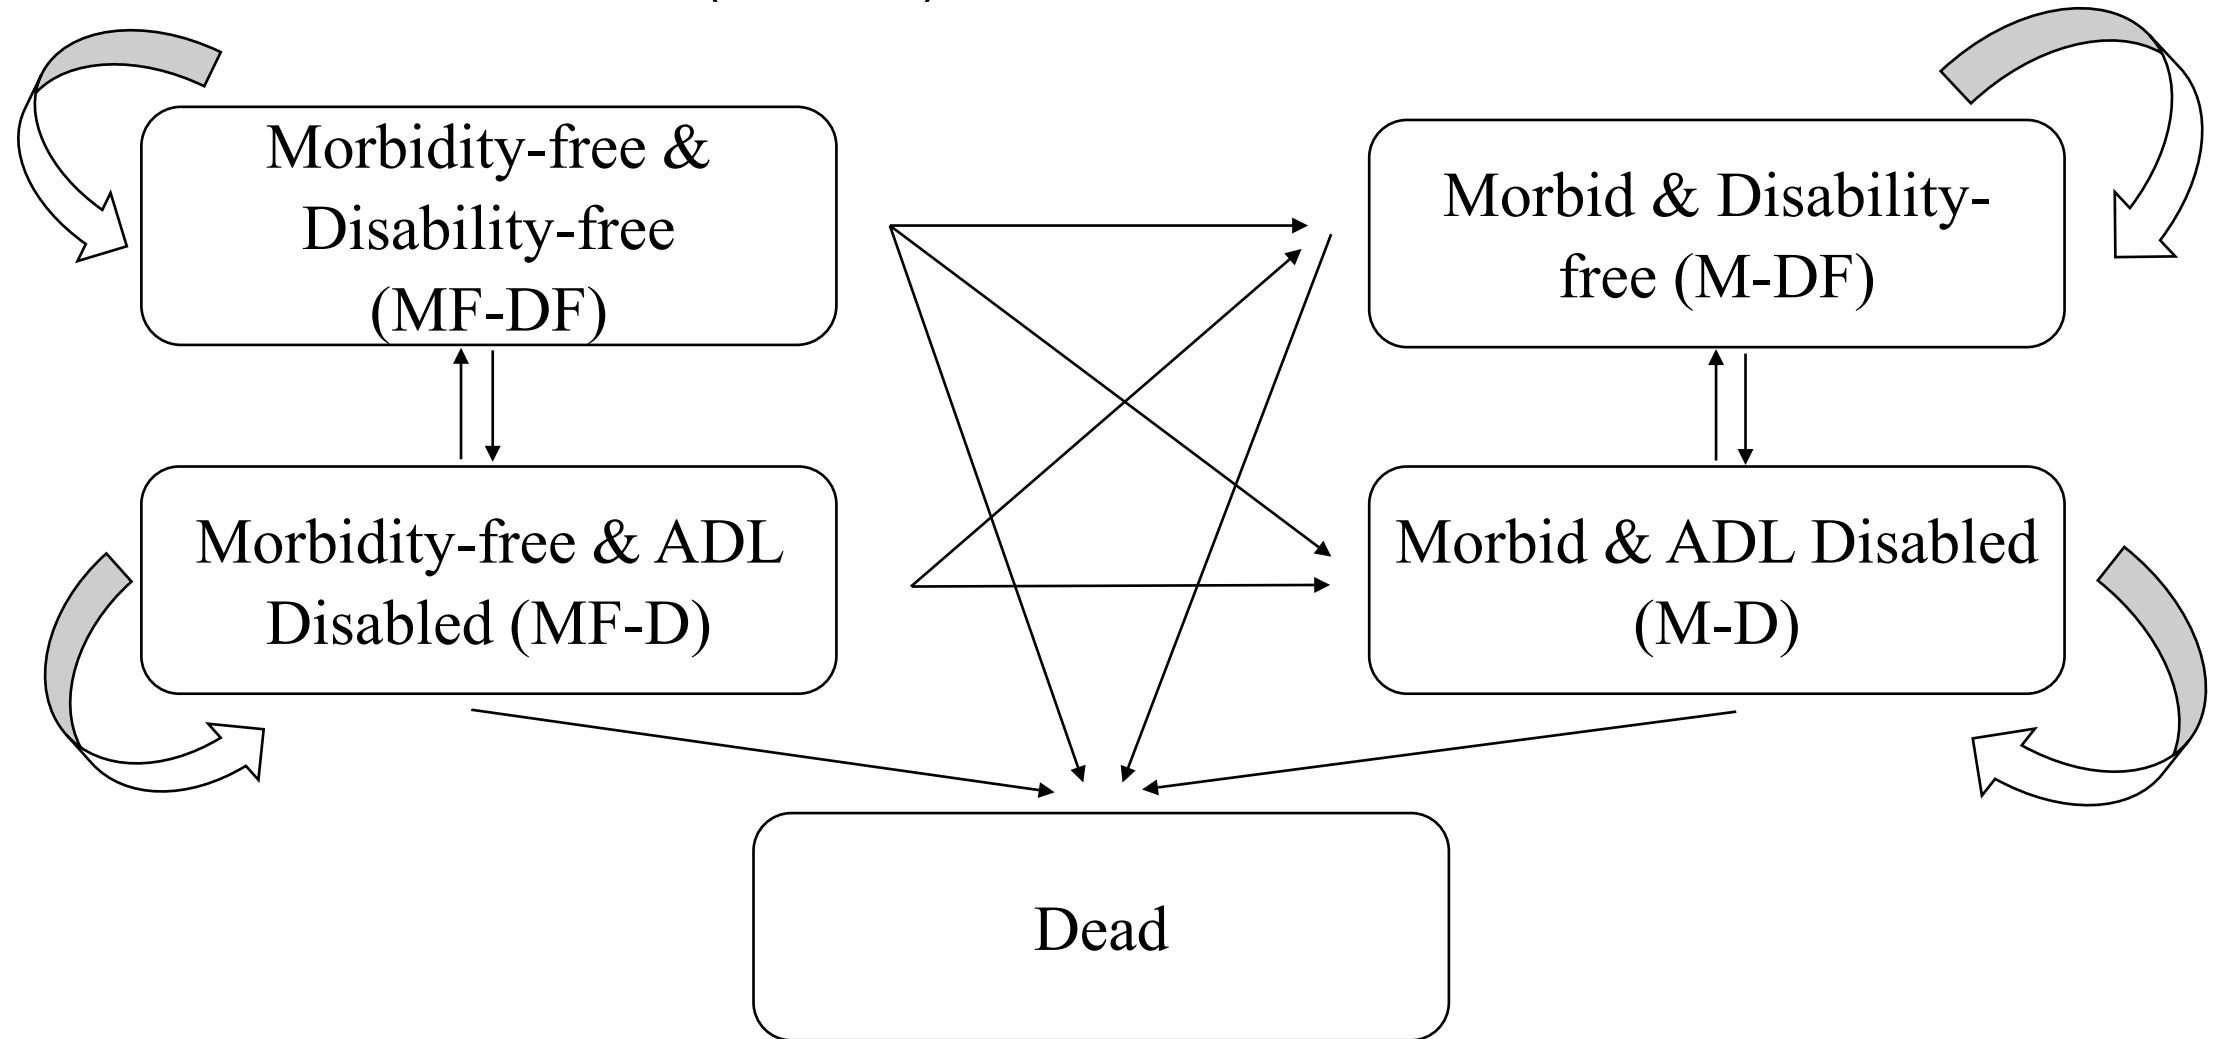 Morbidity-free &
Disability-free
(MF-DF)
Morbid & Disability-
free (M-DF)
Morbidity-free & ADL
Disabled (MF-D)
Morbid & ADL Disabled
(M-D)
Dead